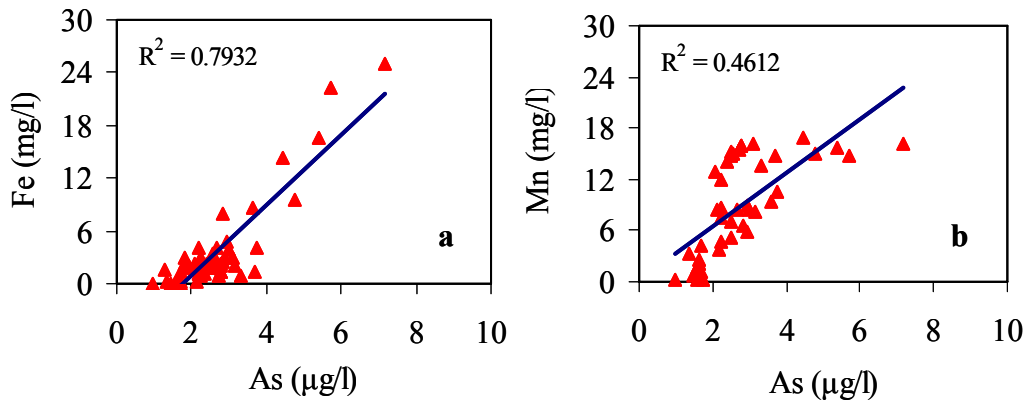 30
24
18
12
6
0
Fe (mg/l)
R² = 0.7932
a
0 2 4 6 8 10
As (µg/l)
30
24
18
12
6
0
Mn (mg/l)
R² = 0.4612
b
0 2 4 6 8 10
As (µg/l)